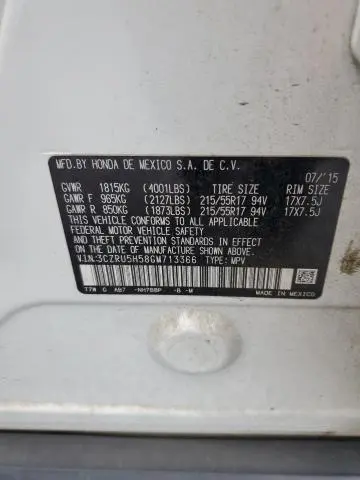 MFD.BY HONDA DE MEXICO S.A. DE C.V. 07/'15
GVWR 1815KG (4001LBS) TIRE SIZE RIM SIZE
GAWR F 965KG (2127LBS) 215/55R17 94V 17X7.5J
GAWR R 850KG (1873LBS) 215/55R17 94V 17X7.5J
THIS VEHICLE CONFORMS TO ALL APPLICABLE
FEDERAL MOTOR VEHICLE SAFETY
AND THEFT PREVENTION STANDARDS IN EFFECT
ON THE DATE OF MANUFACTURE SHOWN ABOVE.
V.I.N:3CZRU5H58GM713366 TYPE: MPV
T7W G AB7 -NH788P -B -M MADE IN MEXICO